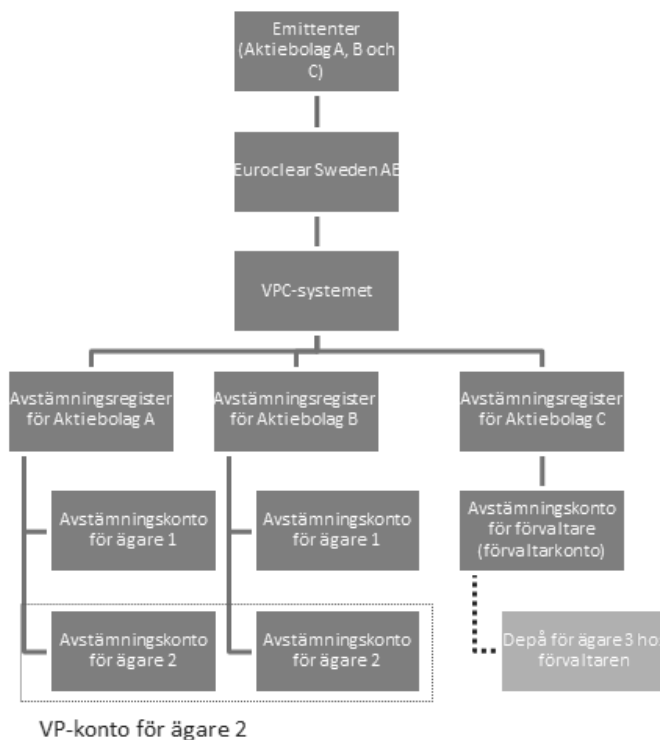 Emittenter
(Aktiebolag A, B och
C)
Euroclear Sweden AB
VPC-systemet
Avstämningsregister
för Aktiebolag A
Avstämningsregister
för Aktiebolag B
Avstämningsregister
för Aktiebolag C
Avstämningskonto
för ägare 1
Avstämningskonto
för ägare 1
Avstämningskonto
för förvaltare
(förvaltarkonto)
Avstämningskonto
för ägare 2
Avstämningskonto
för ägare 2
Depå för ägare 3 ho
förvaltaren
VP-konto för ägare 2